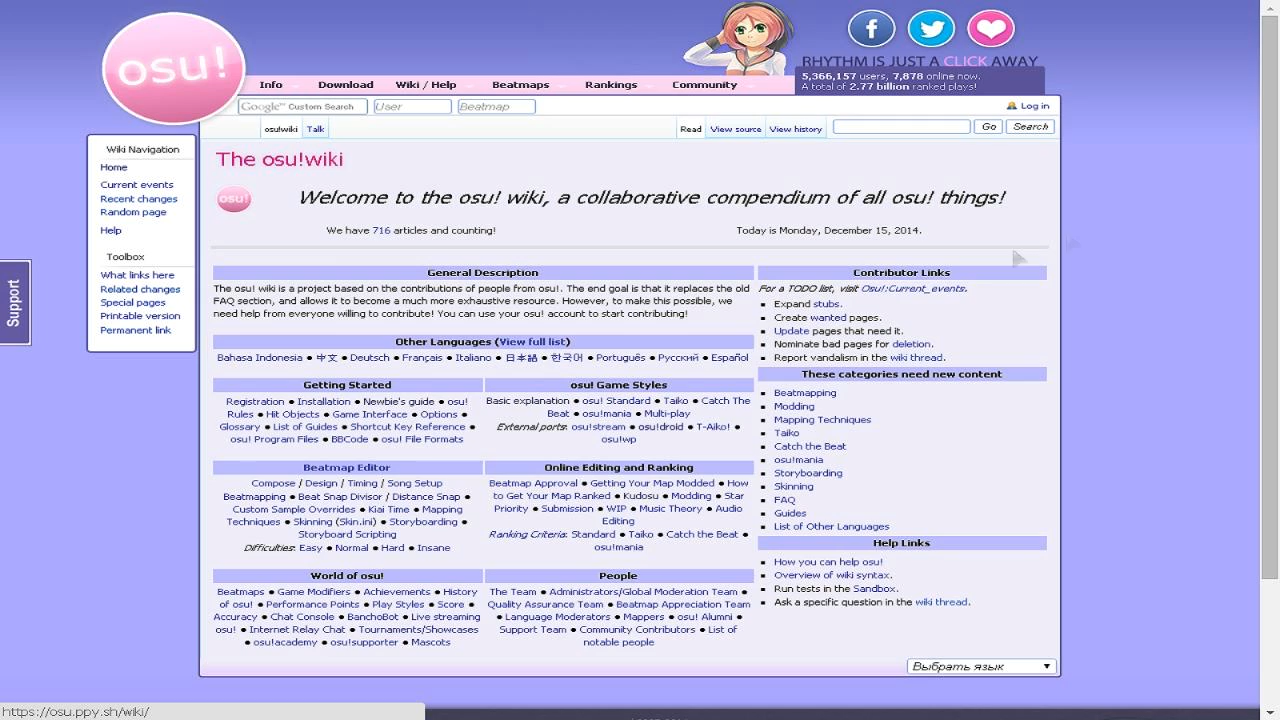 osu!
RHYTHM IS JUST A CLICK AWAY
5,366,157 users, 7,878 online now.
A total of 2.77 billion ranked plays!
Info Download Wiki / Help Beatmaps Rankings Community
Google™ Custom Search User Beatmap Log in
osu!wiki Talk Read View source View history Go Search
Wiki Navigation
Home
Current events
Recent changes
Random page
Help
Toolbox
What links here
Related changes
Special pages
Printable version
Permanent link
Support
The osu!wiki
osu!
Welcome to the osu! wiki, a collaborative compendium of all osu! things!
We have 716 articles and counting! Today is Monday, December 15, 2014.
General Description
The osu! wiki is a project based on the contributions of people from osu!. The end goal is that it replaces the old
FAQ section, and allows it to become a much more exhaustive resource. However, to make this possible, we
need help from everyone willing to contribute! You can use your osu! account to start contributing!
Other Languages (View full list)
Bahasa Indonesia ● 中文 ● Deutsch ● Français ● Italiano ● 日本語 ● 한국어 ● Português ● Русский ● Español
Getting Started
Registration ● Installation ● Newbie's guide ● osu!
Rules ● Hit Objects ● Game Interface ● Options ●
Glossary ● List of Guides ● Shortcut Key Reference ●
osu! Program Files ● BBCode ● osu! File Formats
osu! Game Styles
Basic explanation ● osu! Standard ● Taiko ● Catch The
Beat ● osu!mania ● Multi-play
External ports: osu!stream ● osu!droid ● T-Aiko! ●
osu!wp
Beatmap Editor
Compose / Design / Timing / Song Setup
Beatmapping ● Beat Snap Divisor / Distance Snap ●
Custom Sample Overrides ● Kiai Time ● Mapping
Techniques ● Skinning (Skin.ini) ● Storyboarding ●
Storyboard Scripting
Difficulties: Easy ● Normal ● Hard ● Insane
Online Editing and Ranking
Beatmap Approval ● Getting Your Map Modded ● How
to Get Your Map Ranked ● Kudosu ● Modding ● Star
Priority ● Submission ● WIP ● Music Theory ● Audio
Editing
Ranking Criteria: Standard ● Taiko ● Catch the Beat ●
osu!mania
World of osu!
Beatmaps ● Game Modifiers ● Achievements ● History
of osu! ● Performance Points ● Play Styles ● Score ●
Accuracy ● Chat Console ● BanchoBot ● Live streaming
osu! ● Internet Relay Chat ● Tournaments/Showcases
● osu!academy ● osu!supporter ● Mascots
People
The Team ● Administrators/Global Moderation Team ●
Quality Assurance Team ● Beatmap Appreciation Team
● Language Moderators ● Mappers ● osu! Alumni ●
Support Team ● Community Contributors ● List of
notable people
Contributor Links
For a TODO list, visit Osu!:Current_events.
Expand stubs.
Create wanted pages.
Update pages that need it.
Nominate bad pages for deletion.
Report vandalism in the wiki thread.
These categories need new content
Beatmapping
Modding
Mapping Techniques
Taiko
Catch the Beat
osu!mania
Storyboarding
Skinning
FAQ
Guides
List of Other Languages
Help Links
How you can help osu!
Overview of wiki syntax.
Run tests in the Sandbox.
Ask a specific question in the wiki thread.
Выбрать язык
https://osu.ppy.sh/wiki/